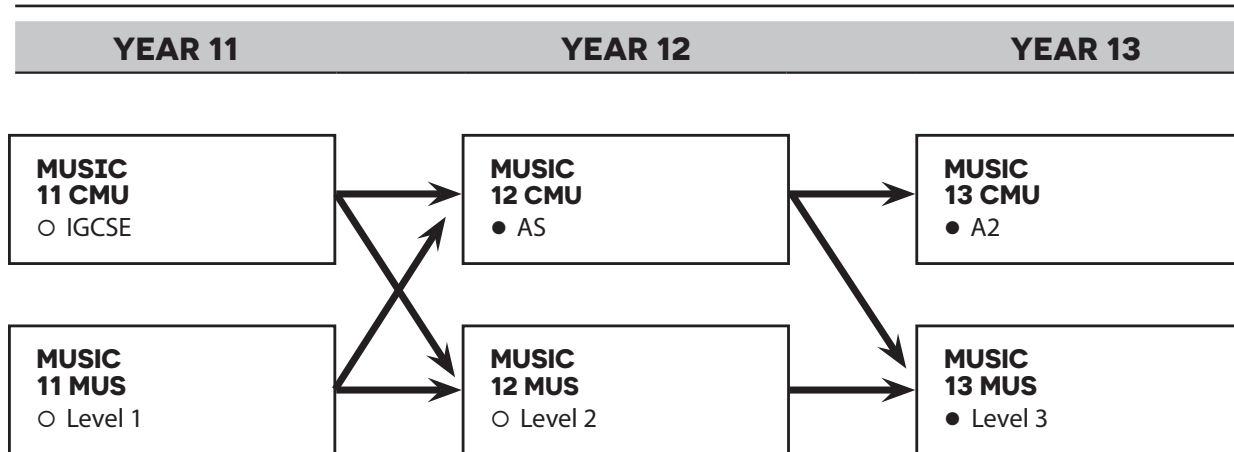 YEAR 11 YEAR 12 YEAR 13
MUSIC
11 CMU
○ IGCSE
MUSIC
12 CMU
● AS
MUSIC
13 CMU
● A2
MUSIC
11 MUS
○ Level 1
MUSIC
12 MUS
○ Level 2
MUSIC
13 MUS
● Level 3